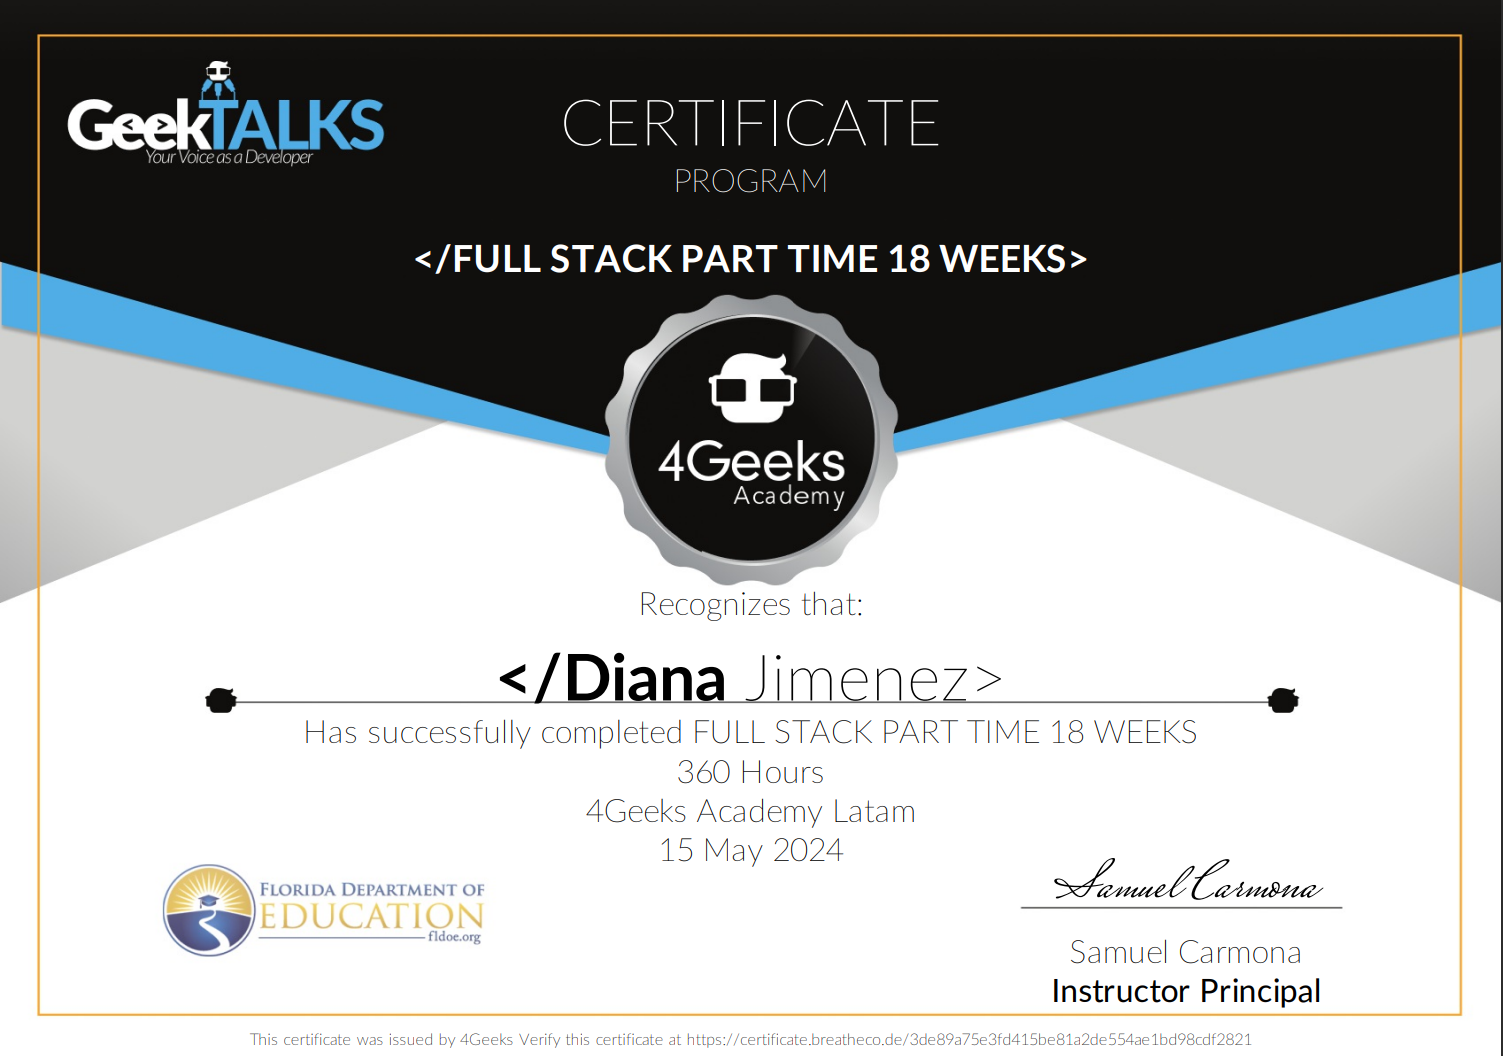 GeekTALKS
Your Voice as a Developer
CERTIFICATE
PROGRAM
</FULL STACK PART TIME 18 WEEKS>
4Geeks
Academy
Recognizes that:
</Diana Jimenez>
Has successfully completed FULL STACK PART TIME 18 WEEKS
360 Hours
4Geeks Academy Latam
15 May 2024
FLORIDA DEPARTMENT OF
EDUCATION
fldoe.org
Samuel Carmona
Samuel Carmona
Instructor Principal
This certificate was issued by 4Geeks Verify this certificate at https://certificate.breatheco.de/3de89a75e3fd415be81a2de554ae1bd98cdf2821